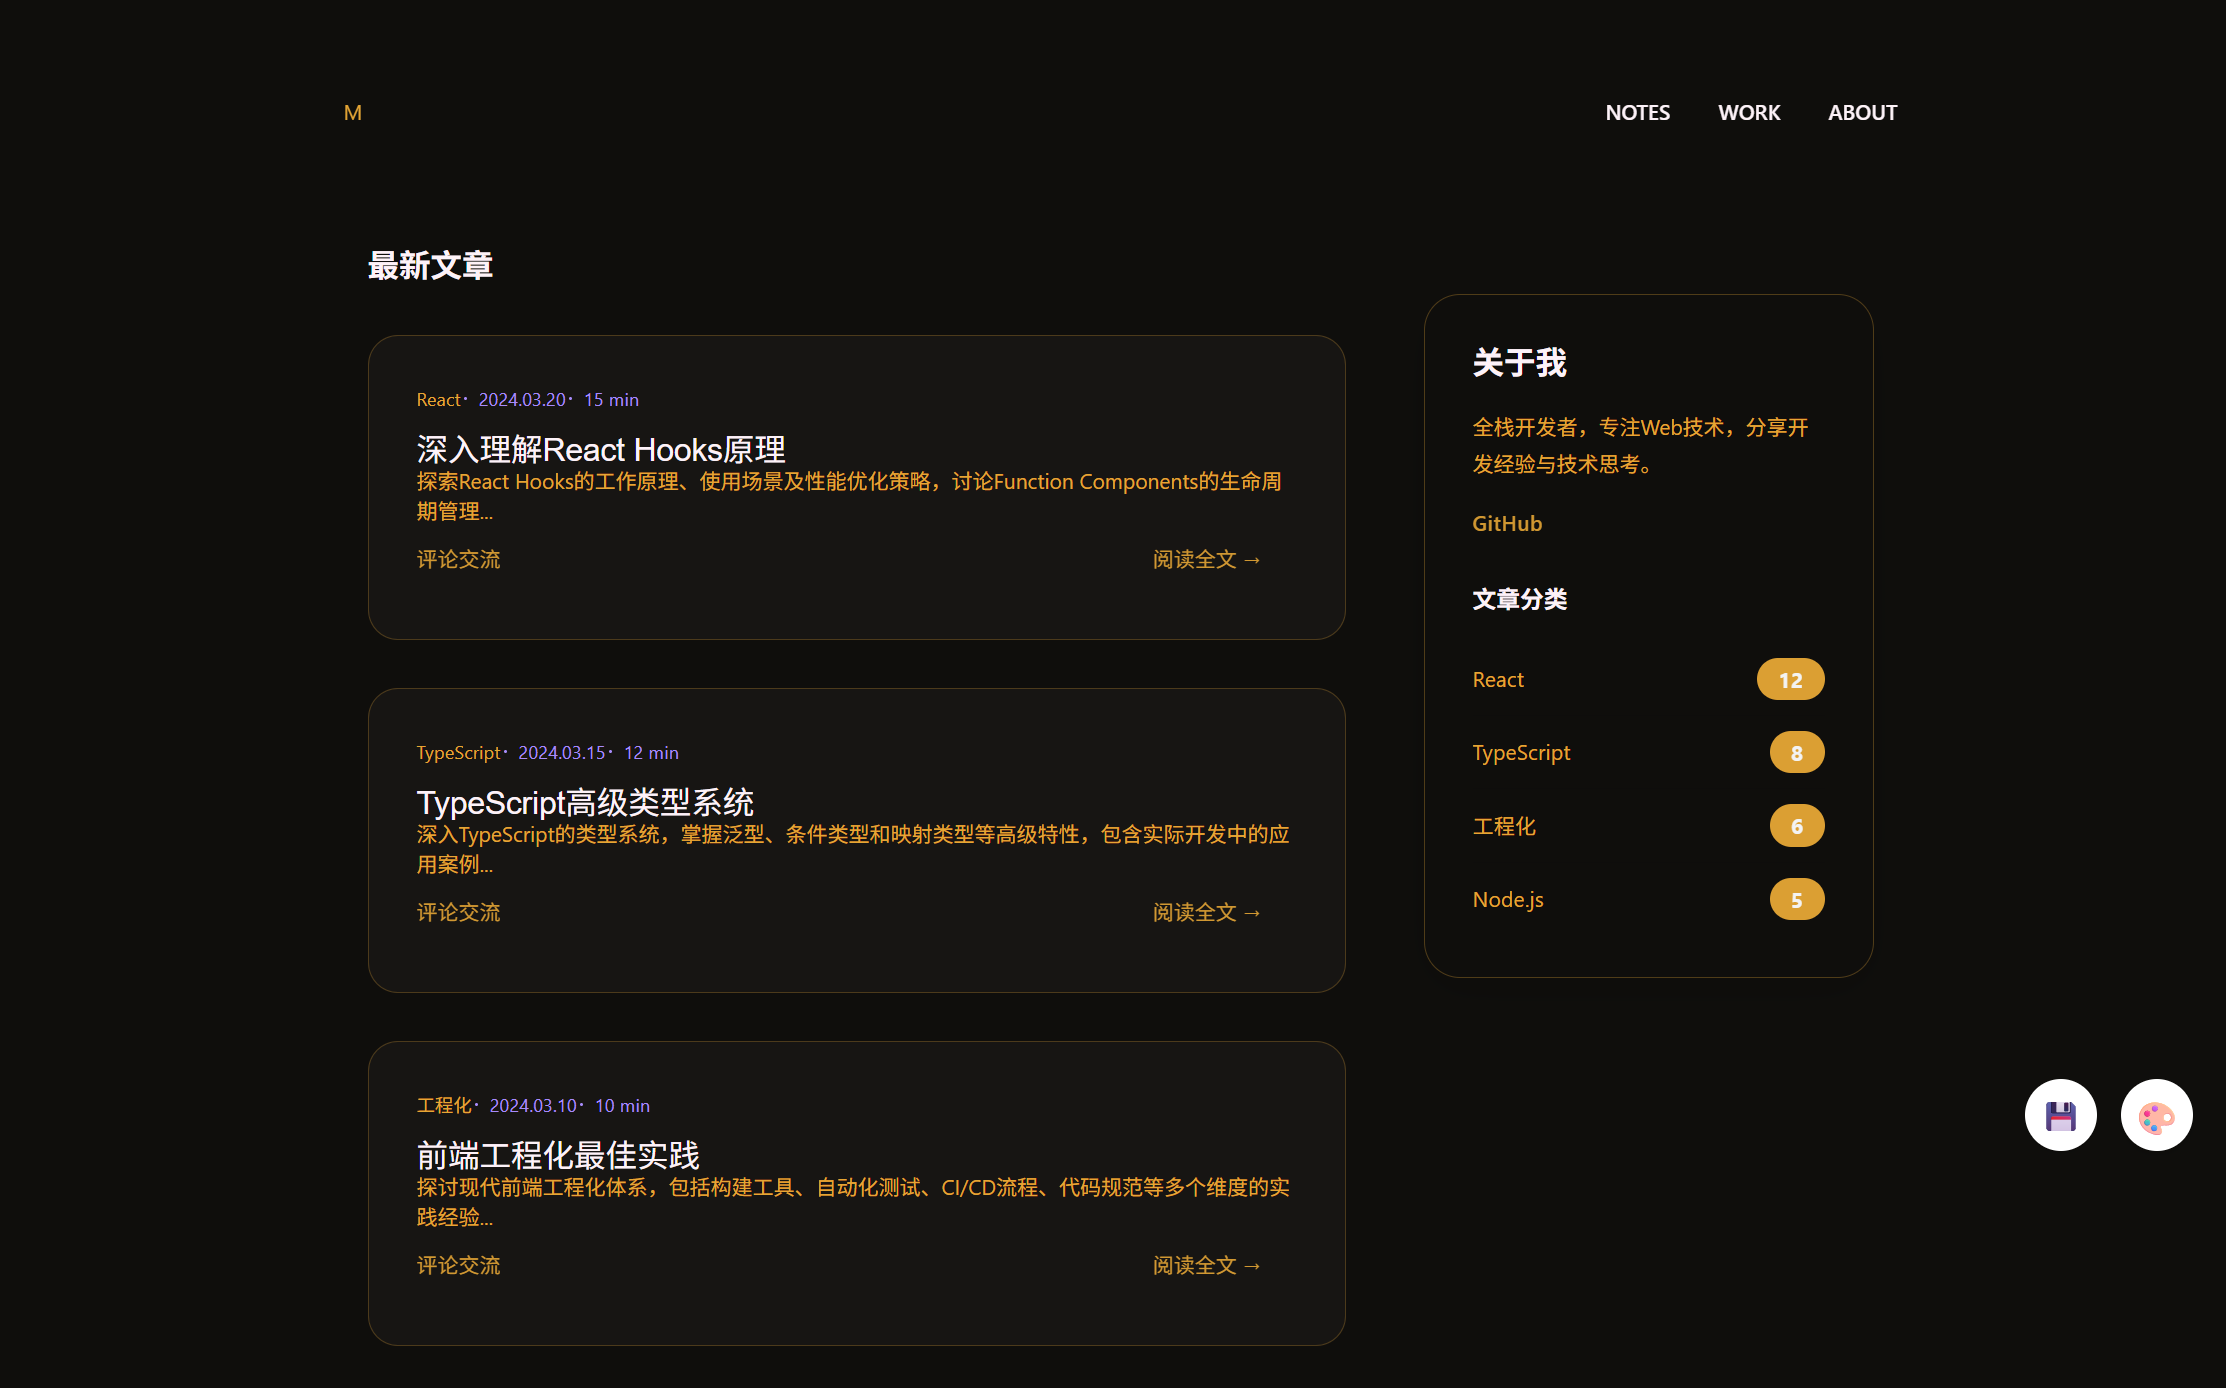 M
NOTES WORK ABOUT
最新文章
React · 2024.03.20 · 15 min
深入理解React Hooks原理
探索React Hooks的工作原理、使用场景及性能优化策略，讨论Function Components的生命周
期管理...
评论交流 阅读全文 →
TypeScript · 2024.03.15 · 12 min
TypeScript高级类型系统
深入TypeScript的类型系统，掌握泛型、条件类型和映射类型等高级特性，包含实际开发中的应
用案例...
评论交流 阅读全文 →
工程化 · 2024.03.10 · 10 min
前端工程化最佳实践
探讨现代前端工程化体系，包括构建工具、自动化测试、CI/CD流程、代码规范等多个维度的实
践经验...
评论交流 阅读全文 →
关于我
全栈开发者，专注Web技术，分享开
发经验与技术思考。
GitHub
文章分类
React 12
TypeScript 8
工程化 6
Node.js 5